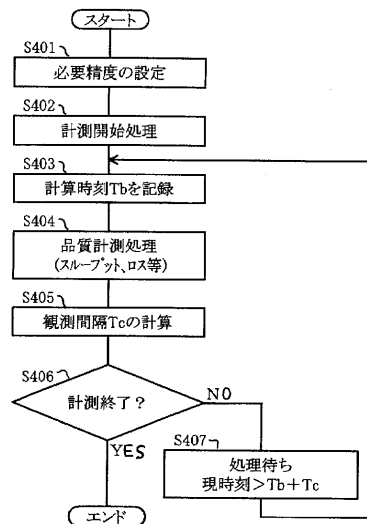 スタート
S401
必要精度の設定
S402
計測開始処理
S403
計算時刻Tbを記録
S404
品質計測処理
(スループット、ロス等)
S405
観測間隔Tcの計算
S406
計測終了?
NO
YES
S407
処理待ち
現時刻>Tb+Tc
エンド